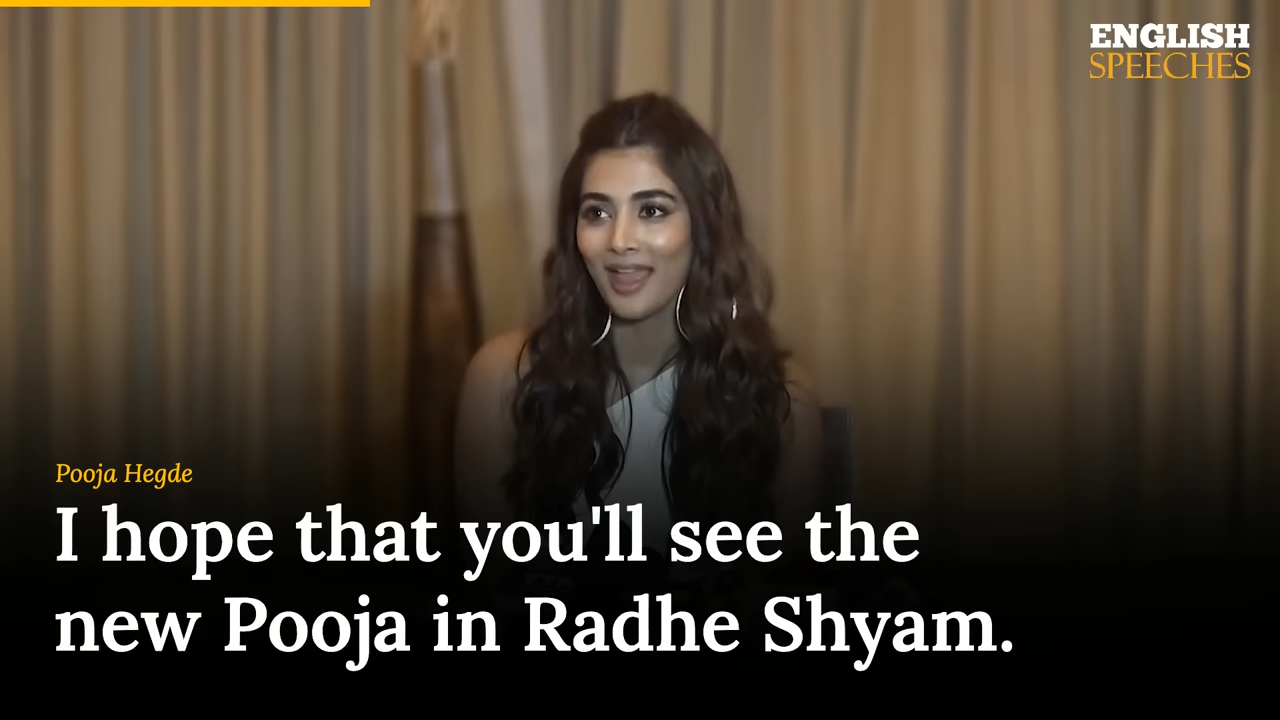 ENGLISH
SPEECHES
Pooja Hegde
I hope that you'll see the
new Pooja in Radhe Shyam.